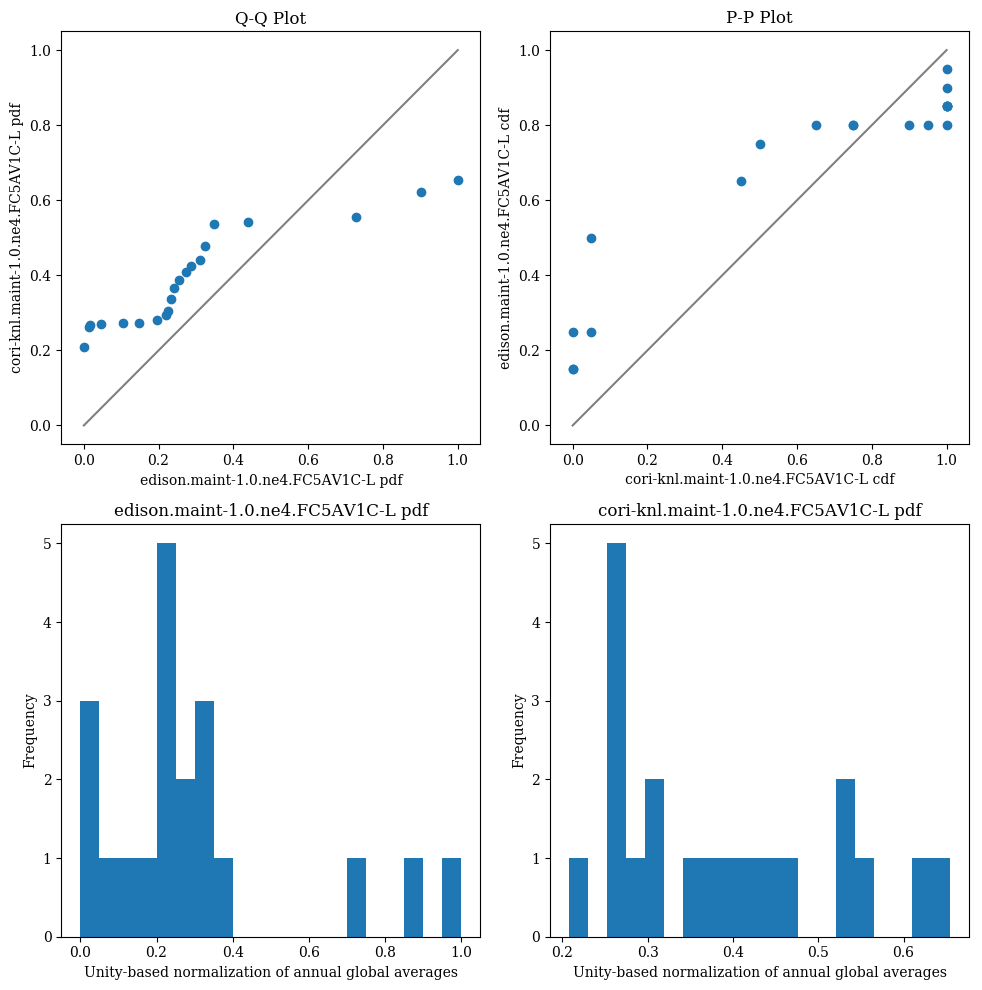 Q-Q Plot
1.0
0.8
0.6
0.4
0.2
0.0
cori-knl.maint-1.0.ne4.FC5AV1C-L pdf
0.0 0.2 0.4 0.6 0.8 1.0
edison.maint-1.0.ne4.FC5AV1C-L pdf
P-P Plot
1.0
0.8
0.6
0.4
0.2
0.0
edison.maint-1.0.ne4.FC5AV1C-L cdf
0.0 0.2 0.4 0.6 0.8 1.0
cori-knl.maint-1.0.ne4.FC5AV1C-L cdf
edison.maint-1.0.ne4.FC5AV1C-L pdf
5
4
3
2
1
0
Frequency
0.0 0.2 0.4 0.6 0.8 1.0
Unity-based normalization of annual global averages
cori-knl.maint-1.0.ne4.FC5AV1C-L pdf
5
4
3
2
1
0
Frequency
0.2 0.3 0.4 0.5 0.6
Unity-based normalization of annual global averages